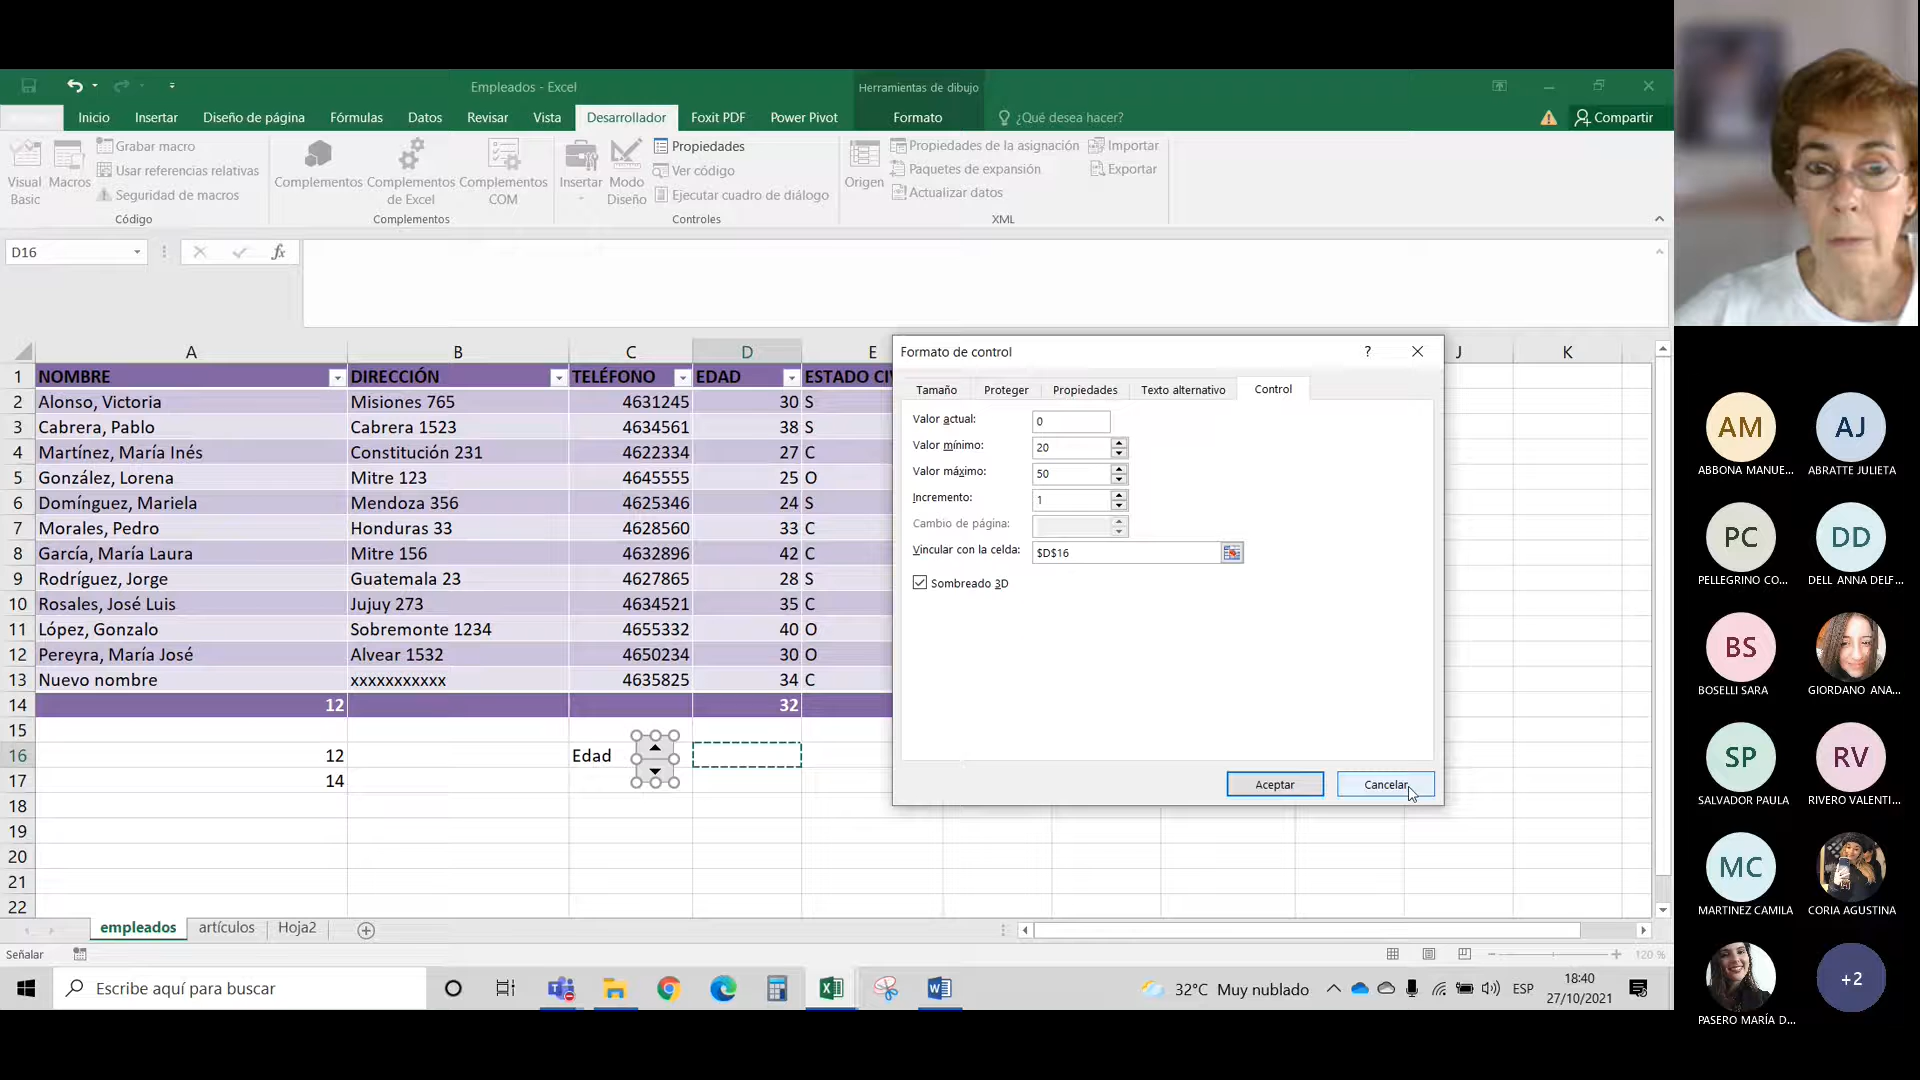 Empleados - Excel
Herramientas de dibujo
Inicio
Insertar
Diseño de página
Fórmulas
Datos
Revisar
Vista
Desarrollador
Foxit PDF
Power Pivot
Formato
¿Qué desea hacer?
Compartir
Visual Basic
Macros
Grabar macro
Usar referencias relativas
Seguridad de macros
Código
Complementos
Complementos de Excel
Complementos COM
Complementos
Insertar
Modo Diseño
Propiedades
Ver código
Ejecutar cuadro de diálogo
Controles
Origen
Propiedades de la asignación
Paquetes de expansión
Actualizar datos
Importar
Exportar
XML
D16
fx
A B C D E J K
1 NOMBRE DIRECCIÓN TELÉFONO EDAD ESTADO CIV
2 Alonso, Victoria Misiones 765 4631245 30 S
3 Cabrera, Pablo Cabrera 1523 4634561 38 S
4 Martínez, María Inés Constitución 231 4622334 27 C
5 González, Lorena Mitre 123 4645555 25 O
6 Domínguez, Mariela Mendoza 356 4625346 24 S
7 Morales, Pedro Honduras 33 4628560 33 C
8 García, María Laura Mitre 156 4632896 42 C
9 Rodríguez, Jorge Guatemala 23 4627865 28 S
10 Rosales, José Luis Jujuy 273 4634521 35 C
11 López, Gonzalo Sobremonte 1234 4655332 40 O
12 Pereyra, María José Alvear 1532 4650234 30 O
13 Nuevo nombre xxxxxxxxxxx 4635825 34 C
14 12 32
15
16 12 Edad
17 14
18
19
20
21
22
Formato de control
?
Tamaño
Proteger
Propiedades
Texto alternativo
Control
Valor actual: 0
Valor mínimo: 20
Valor máximo: 50
Incremento: 1
Cambio de página:
Vincular con la celda: $D$16
Sombreado 3D
Aceptar
Cancelar
empleados
artículos
Hoja2
Señalar
120 %
Escribe aquí para buscar
32°C Muy nublado
ESP
18:40
27/10/2021
AM
ABBONA MANUE...
AJ
ABRATTE JULIETA
PC
PELLEGRINO CO...
DD
DELL ANNA DELF...
BS
BOSELLI SARA
GIORDANO ANA...
SP
SALVADOR PAULA
RV
RIVERO VALENTI...
MC
MARTINEZ CAMILA
CORIA AGUSTINA
PASERO MARÍA D...
+2